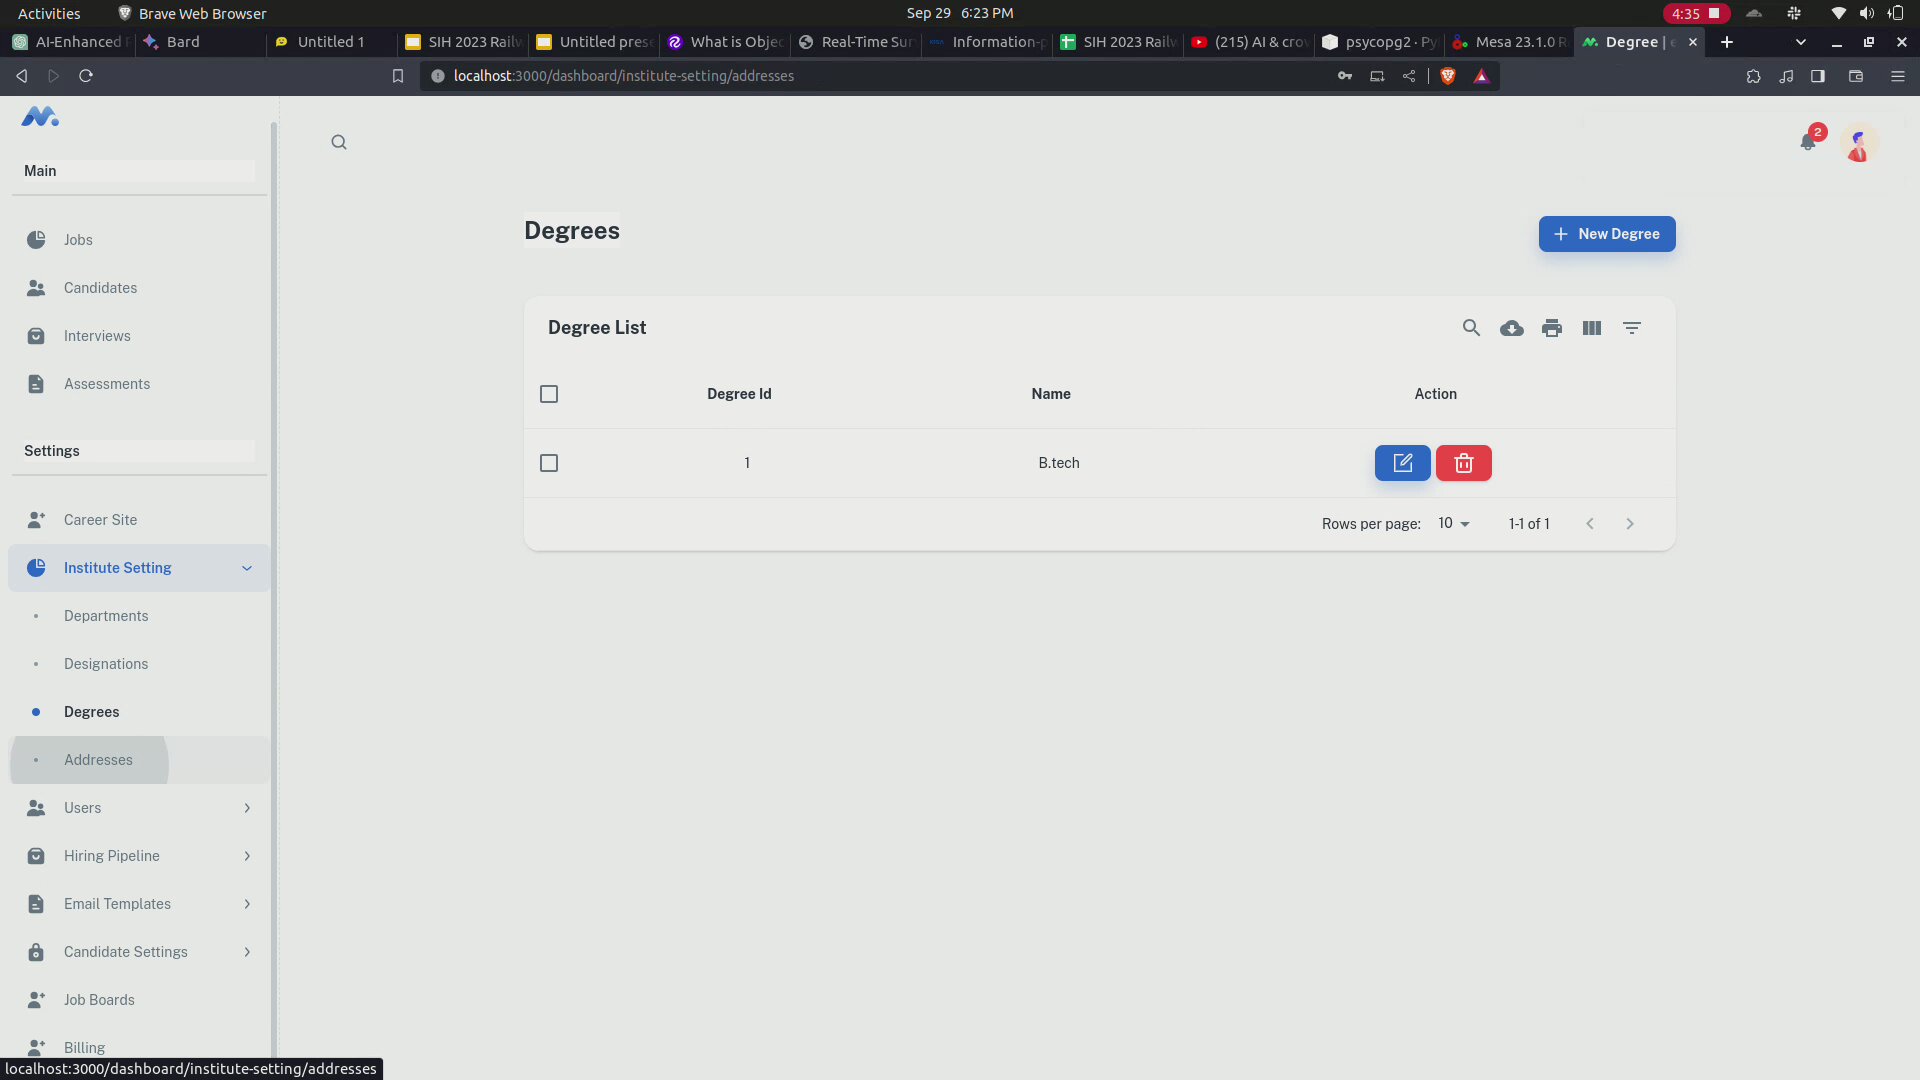 Activities
Brave Web Browser
Sep 29 6:23 PM
4:35
AI-Enhanced
Bard
Untitled 1
SIH 2023 Railw
Untitled prese
What is Objec
Real-Time Sur
Information-p
SIH 2023 Railw
(215) AI & crow
psycopg2 · Py
Mesa 23.1.0 R
Degree |
localhost:3000/dashboard/institute-setting/addresses
Main
2
Jobs
Candidates
Interviews
Assessments
Settings
Career Site
Institute Setting
Departments
Designations
Degrees
Addresses
Users
Hiring Pipeline
Email Templates
Candidate Settings
Job Boards
Billing
Degrees
New Degree
Degree List
Degree Id Name Action
1 B.tech
Rows per page: 10 1-1 of 1
localhost:3000/dashboard/institute-setting/addresses